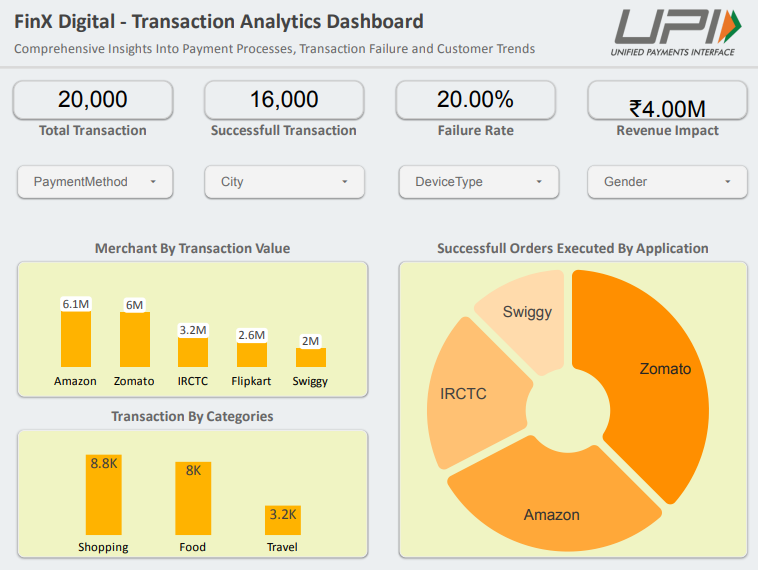 FinX Digital - Transaction Analytics Dashboard
Comprehensive Insights Into Payment Processes, Transaction Failure and Customer Trends
UPI
UNIFIED PAYMENTS INTERFACE
20,000
Total Transaction
16,000
Successfull Transaction
20.00%
Failure Rate
₹4.00M
Revenue Impact
PaymentMethod
City
DeviceType
Gender
Merchant By Transaction Value
6.1M
6M
3.2M
2.6M
2M
Amazon
Zomato
IRCTC
Flipkart
Swiggy
Transaction By Categories
8.8K
8K
3.2K
Shopping
Food
Travel
Successfull Orders Executed By Application
Swiggy
Zomato
IRCTC
Amazon